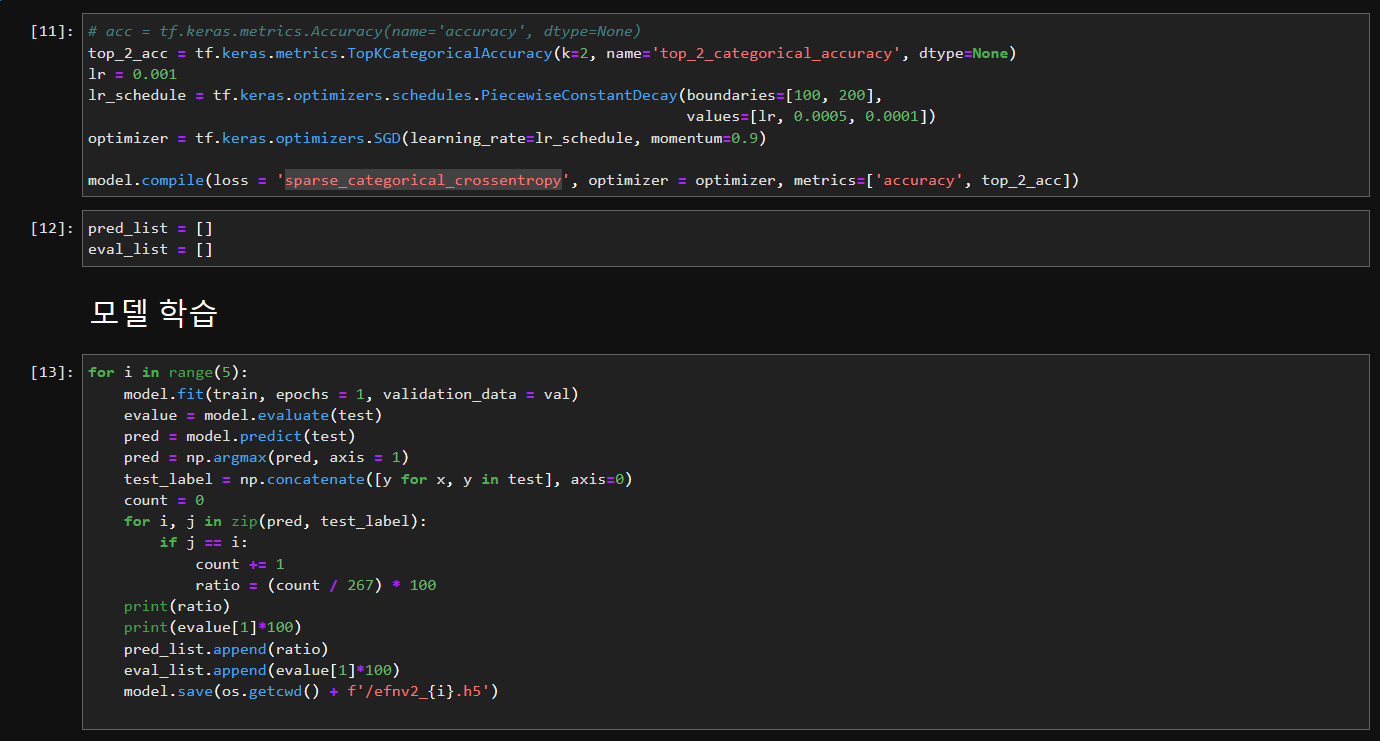 [11]: # acc = tf.keras.metrics.Accuracy(name='accuracy', dtype=None)
top_2_acc = tf.keras.metrics.TopKCategoricalAccuracy(k=2, name='top_2_categorical_accuracy', dtype=None)
lr = 0.001
lr_schedule = tf.keras.optimizers.schedules.PiecewiseConstantDecay(boundaries=[100, 200],
values=[lr, 0.0005, 0.0001])
optimizer = tf.keras.optimizers.SGD(learning_rate=lr_schedule, momentum=0.9)
model.compile(loss = 'sparse_categorical_crossentropy', optimizer = optimizer, metrics=['accuracy', top_2_acc])
[12]: pred_list = []
eval_list = []
모델 학습
[13]: for i in range(5):
model.fit(train, epochs = 1, validation_data = val)
evalue = model.evaluate(test)
pred = model.predict(test)
pred = np.argmax(pred, axis = 1)
test_label = np.concatenate([y for x, y in test], axis=0)
count = 0
for i, j in zip(pred, test_label):
if j == i:
count += 1
ratio = (count / 267) * 100
print(ratio)
print(evalue[1]*100)
pred_list.append(ratio)
eval_list.append(evalue[1]*100)
model.save(os.getcwd() + f'/efnv2_{i}.h5')